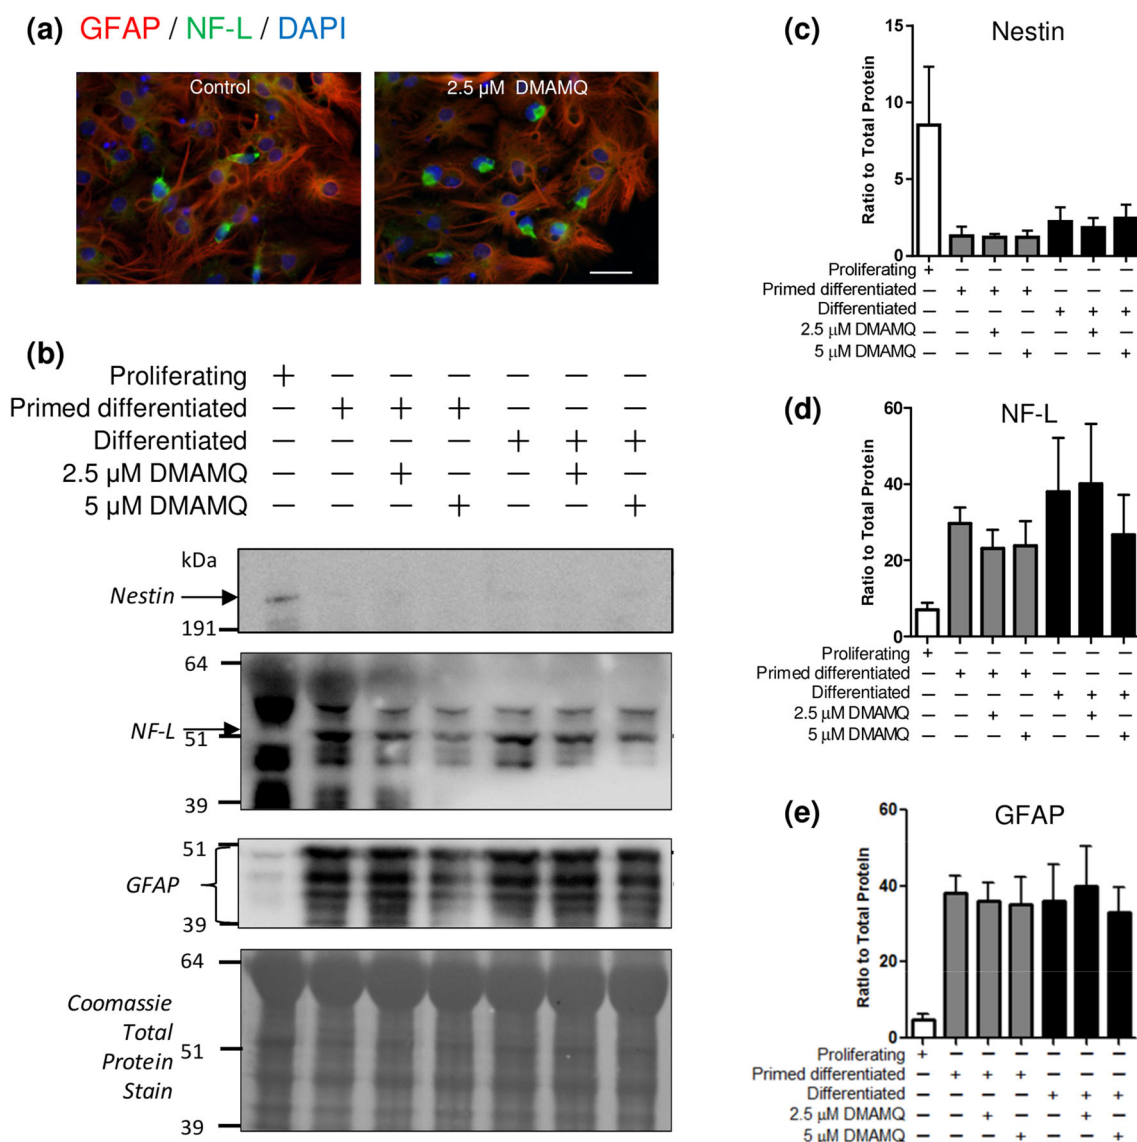 (a) GFAP / NF-L / DAPI
Control
2.5 µM DMAMQ
(b)
Proliferating + − − − − − −
Primed differentiated − + + + − − −
Differentiated − − − − + + +
2.5 µM DMAMQ − − + − − + −
5 µM DMAMQ − − − + − − +
kDa
Nestin
191
64
NF-L
51
39
51
GFAP
39
64
Coomassie
Total
Protein
Stain
51
39
(c) Nestin
Ratio to Total Protein
15
10
5
0
Proliferating + − − − − − −
Primed differentiated − + + + − − −
Differentiated − − − − + + +
2.5 µM DMAMQ − − + − − + −
5 µM DMAMQ − − − + − − +
(d) NF-L
Ratio to Total Protein
60
40
20
0
Proliferating + − − − − − −
Primed differentiated − + + + − − −
Differentiated − − − − + + +
2.5 µM DMAMQ − − + − − + −
5 µM DMAMQ − − − + − − +
(e) GFAP
Ratio to Total Protein
60
40
20
0
Proliferating + − − − − − −
Primed differentiated − + + + − − −
Differentiated − − − − + + +
2.5 µM DMAMQ − − + − − + −
5 µM DMAMQ − − − + − − +